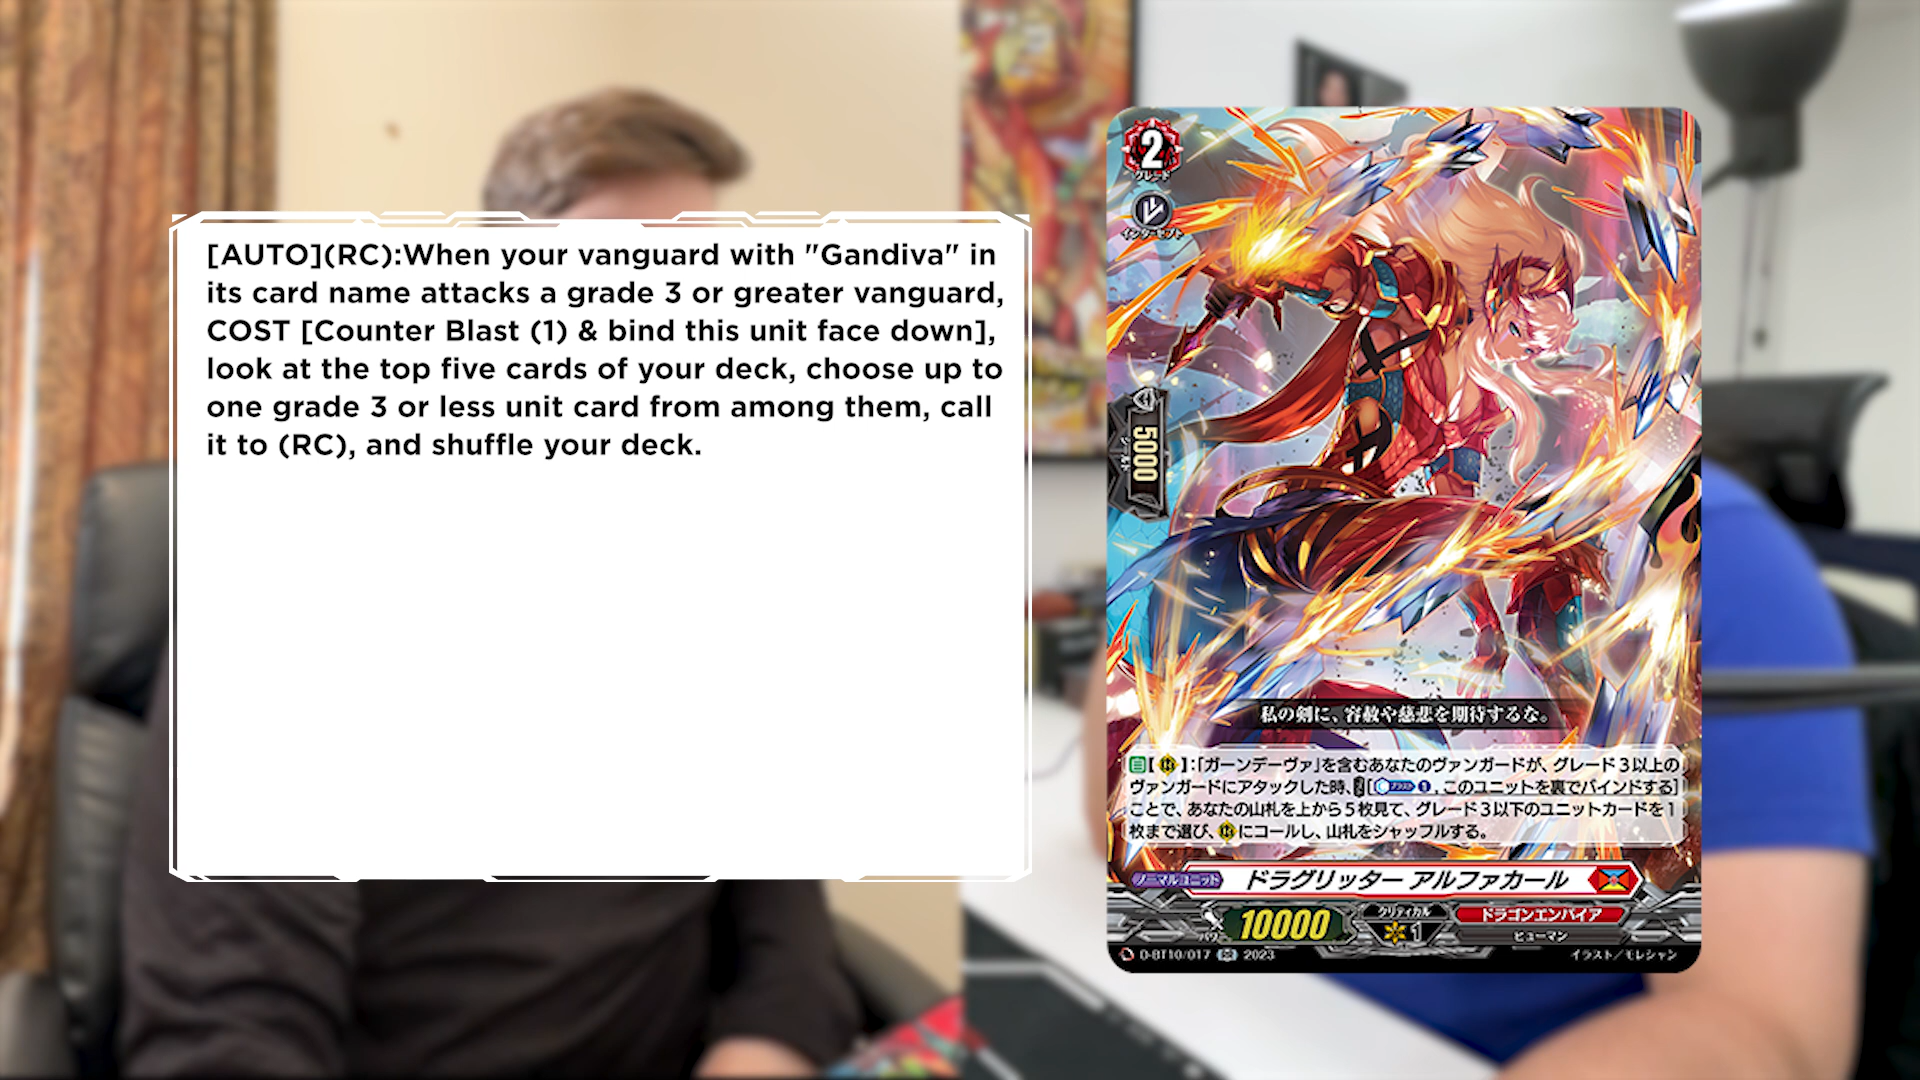 [AUTO](RC):When your vanguard with "Gandiva" in
its card name attacks a grade 3 or greater vanguard,
COST [Counter Blast (1) & bind this unit face down],
look at the top five cards of your deck, choose up to
one grade 3 or less unit card from among them, call
it to (RC), and shuffle your deck.
2
グレード
インターセプト
5000
シールド
私の剣に、容赦や慈悲を期待するな。
【 】：「ガーンデーヴァ」を含むあなたのヴァンガードが、グレード3以上の
ヴァンガードにアタックした時、[ブラスト1，このユニットを裏でバインドする]
ことで、あなたの山札を上から5枚見て、グレード3以下のユニットカードを1
枚まで選び、 にコールし、山札をシャッフルする。
ノーマルユニット
ドラグリッター アルファカール
パワー 10000
クリティカル
1
ドラゴンエンパイア
ヒューマン
D-BT10/017 2023
イラスト／モレシャン